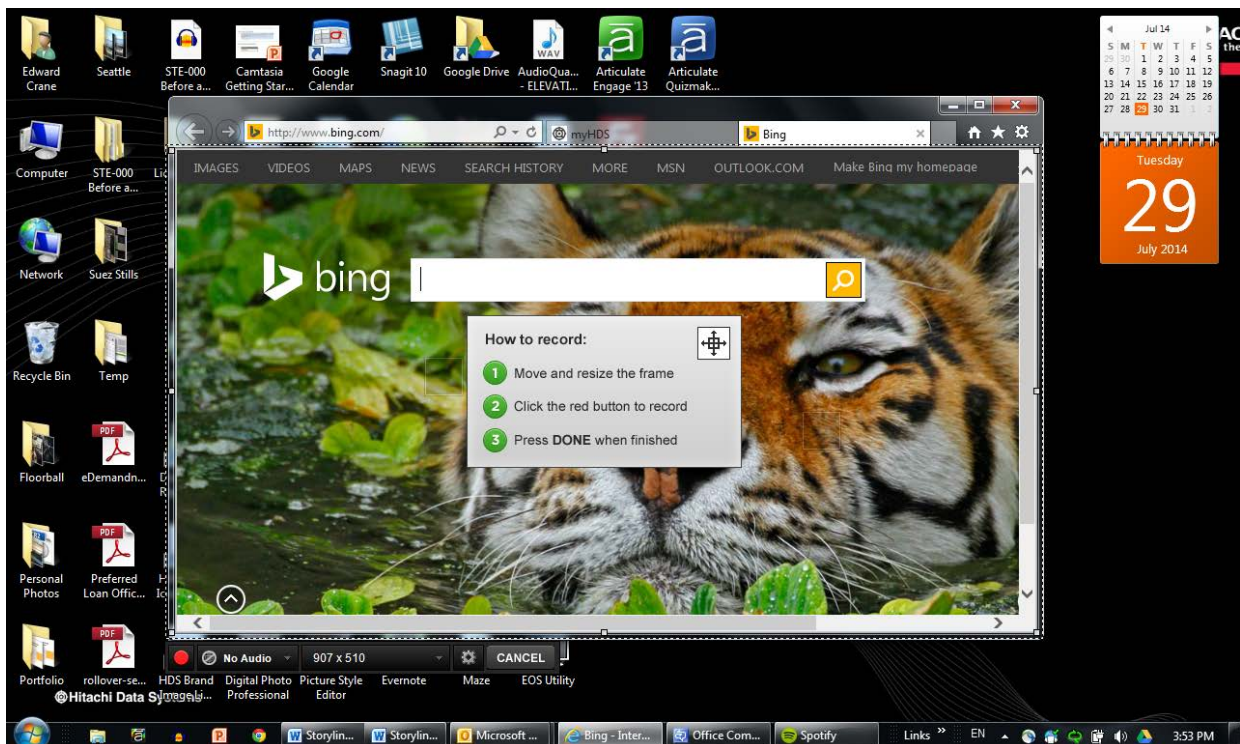 Edward
Crane
Seattle
STE-000
Before a...
Camtasia
Getting Star...
Google
Calendar
Snagit 10
Google Drive
WAV
AudioQua...
- ELEVATI...
Articulate
Engage '13
Articulate
Quizmak...
Jul 14
S M T W T F S
29 30 1 2 3 4 5
6 7 8 9 10 11 12
13 14 15 16 17 18 19
20 21 22 23 24 25 26
27 28 29 30 31 1 2
Tuesday
29
July 2014
AC
the
Computer
STE-000
Before a...
Network
Suez Stills
Recycle Bin
Temp
Floorball
PDF
eDemandn...
Personal
Photos
PDF
Preferred
Loan Offic...
Portfolio
PDF
rollover-se...
http://www.bing.com/
myHDS
Bing
IMAGES VIDEOS MAPS NEWS SEARCH HISTORY MORE MSN OUTLOOK.COM Make Bing my homepage
bing
How to record:
1 Move and resize the frame
2 Click the red button to record
3 Press DONE when finished
No Audio 907 x 510 CANCEL
HDS Brand
Digital Photo
Professional
Picture Style
Editor
Evernote
Maze
EOS Utility
Hitachi Data
Storylin... Storylin... Microsoft ... Bing - Inter... Office Com... Spotify Links » EN 3:53 PM